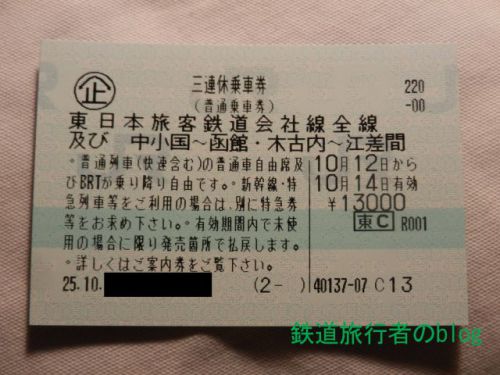 企
三連休乗車券
220
(普通乗車券)
-00
東日本旅客鉄道会社線全線
及び 中小国～函館・木古内～江差間
。普通列車(快速含む)の普通車自由席及
びBRTが乗り降り自由です。新幹線・特
急列車等をご利用の場合は、別に特急券
等をお求め下さい。・有効期間内で未使
用の場合に限り発売箇所で払戻します。
・詳しくはご案内券をご覧下さい。
10月12日から
10月14日有効
￥13000
東C R001
25.10.
(2- ) 40137-07 C13
鉄道旅行者のblog